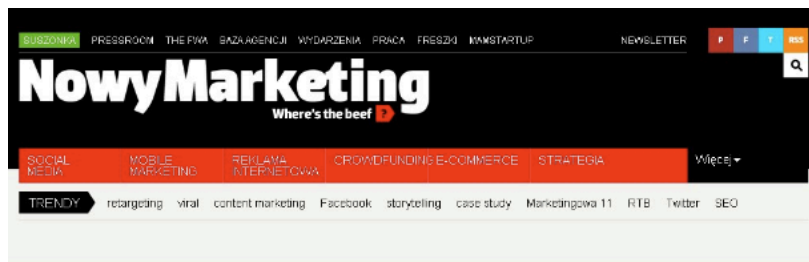 SUSZONKA PRESSROOM THE FWA BAZA AGENCJI WYDARZENIA PRACA FRESZKI MAMSTARTUP NEWSLETTER P F T RSS
NowyMarketing
Where's the beef ?
SOCIAL MEDIA MOBILE MARKETING REKLAMA INTERNETOWA CROWDFUNDING E-COMMERCE STRATEGIA Więcej
TRENDY retargeting viral content marketing Facebook storytelling case study Marketingowa 11 RTB Twitter SEO